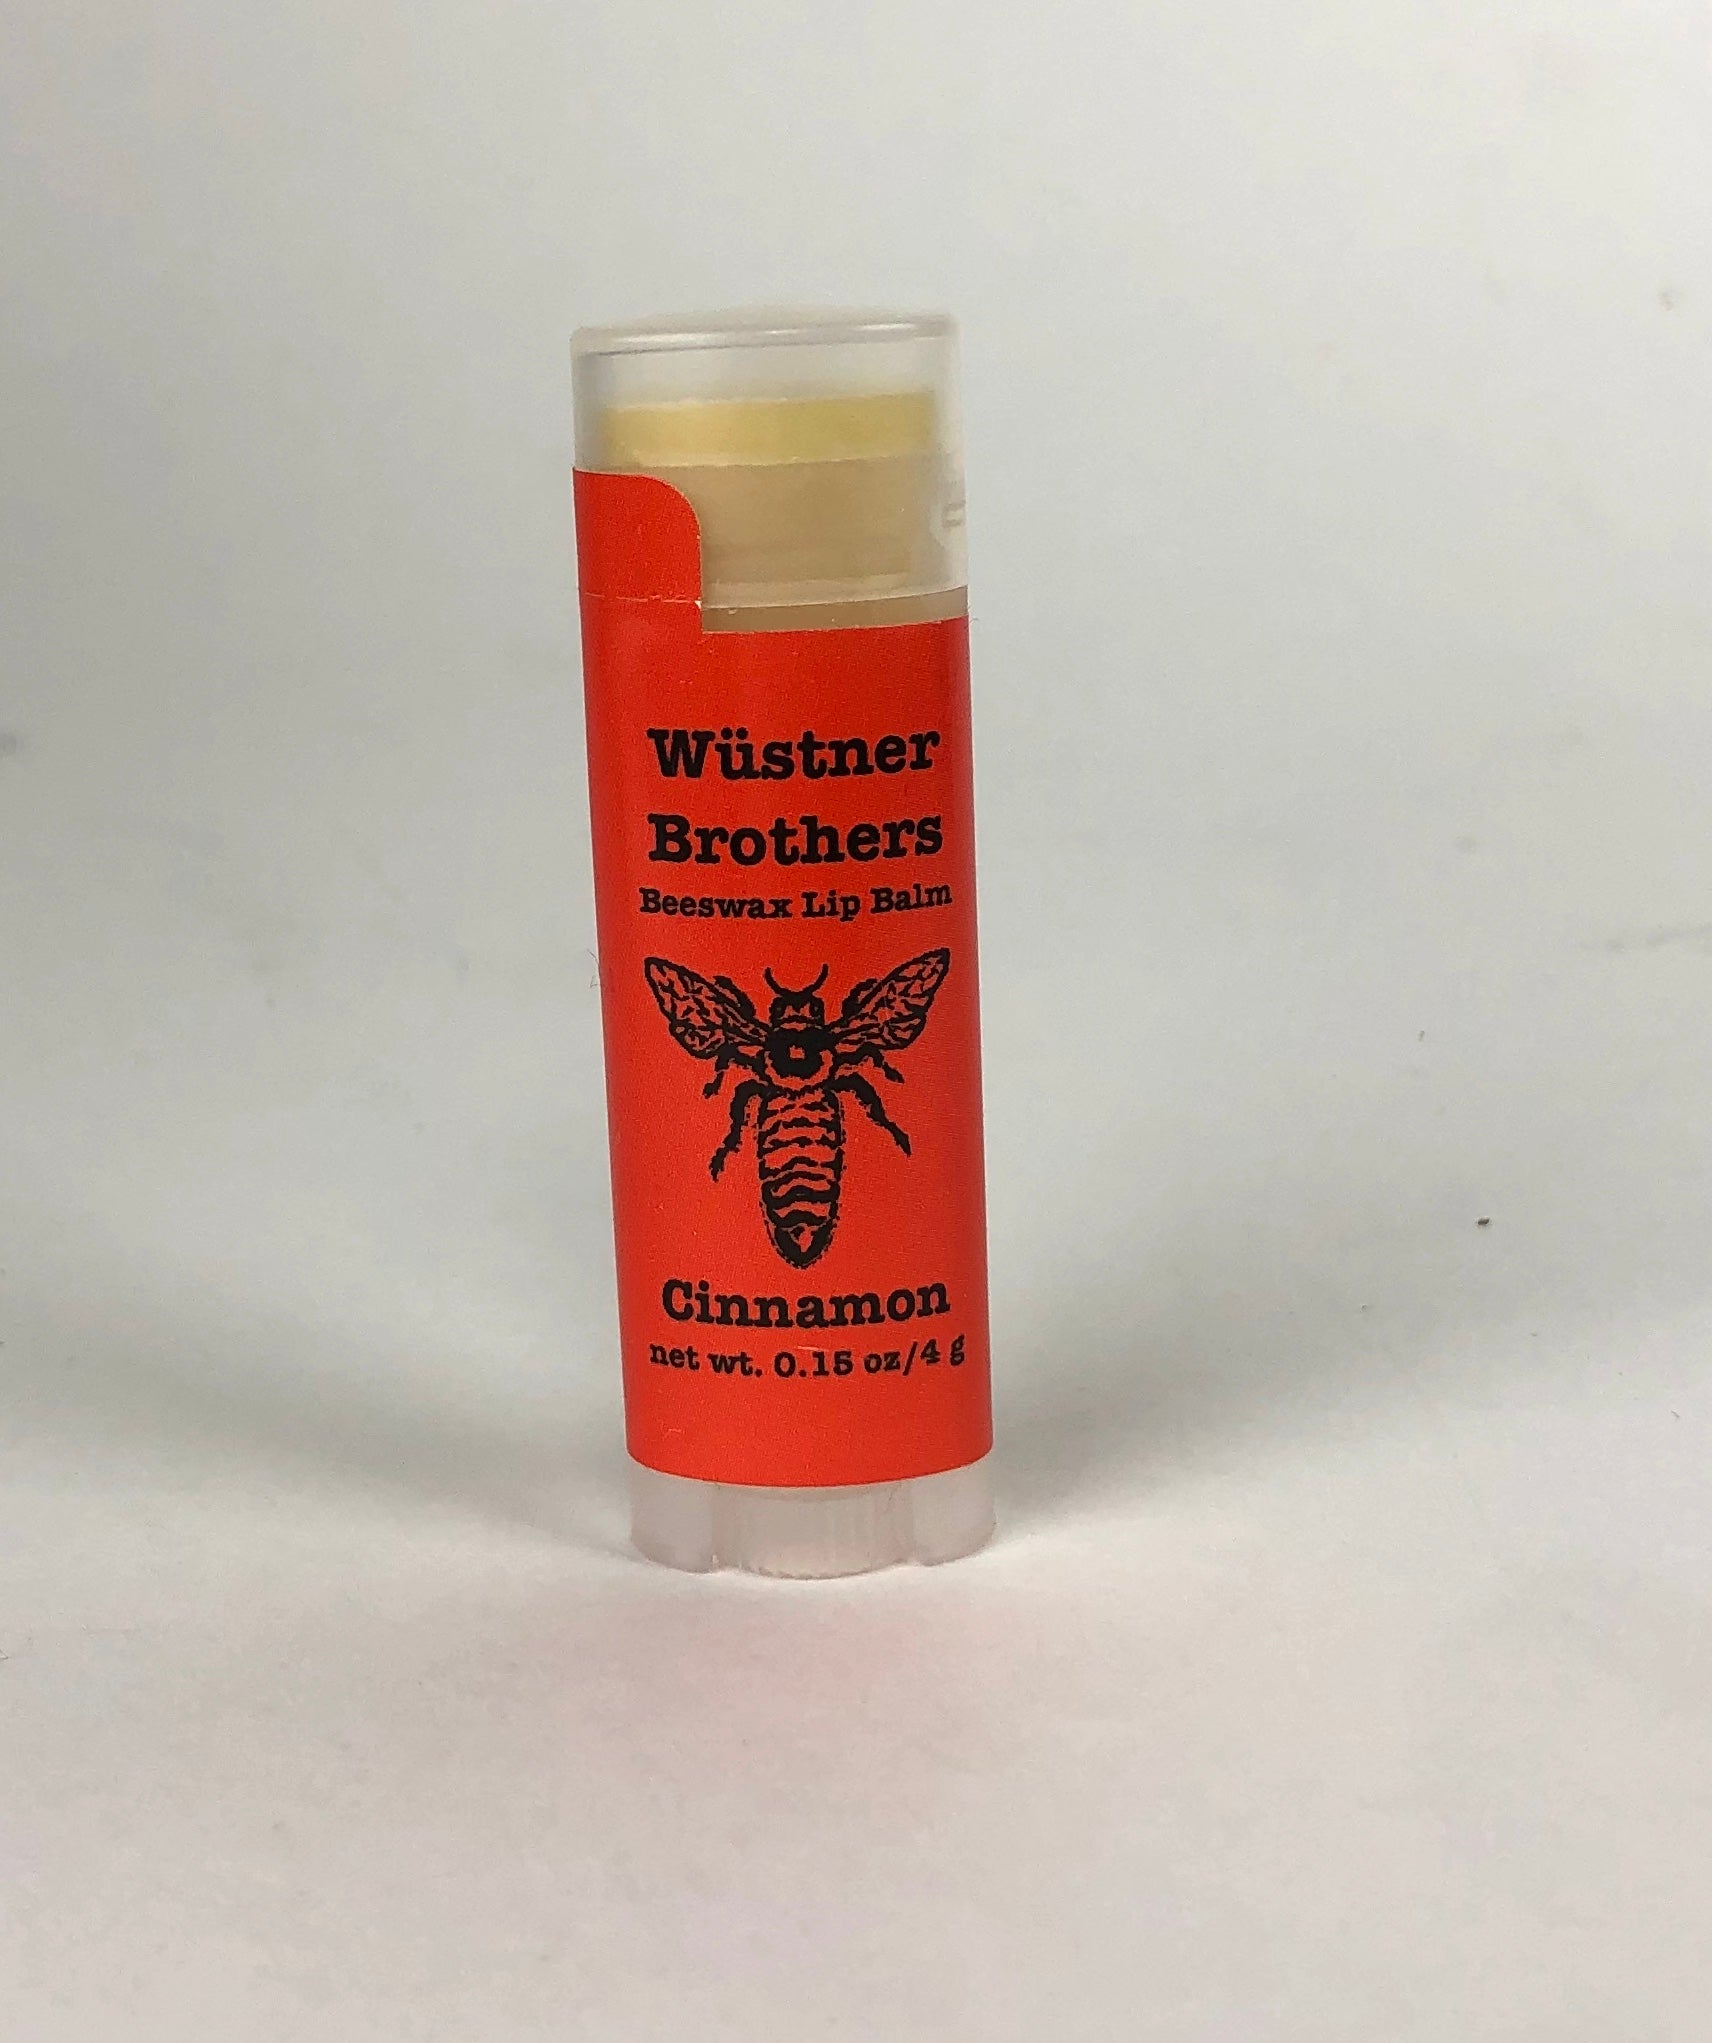 Wüstner
Brothers
Beeswax Lip Balm
Cinnamon
net wt. 0.15 oz/4 g